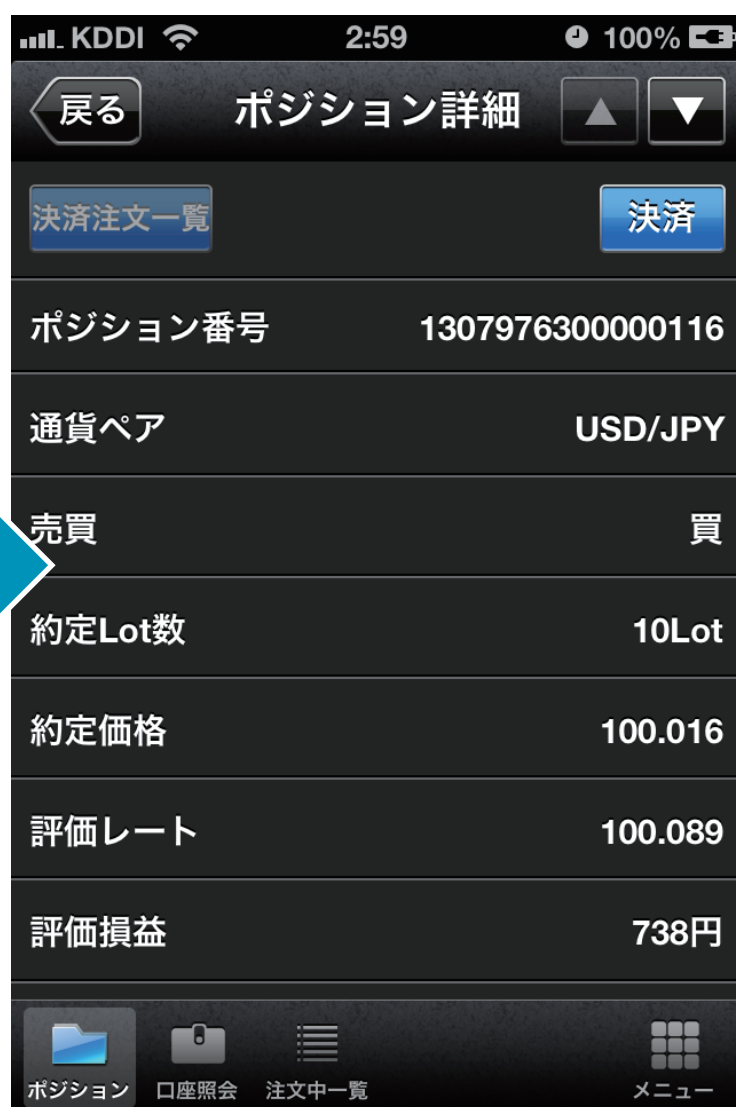 KDDI 2:59 100%
戻る ポジション詳細 ▲ ▼
決済注文一覧 決済
ポジション番号 1307976300000116
通貨ペア USD/JPY
売買 買
約定Lot数 10Lot
約定価格 100.016
評価レート 100.089
評価損益 738円
ポジション 口座照会 注文中一覧 メニュー